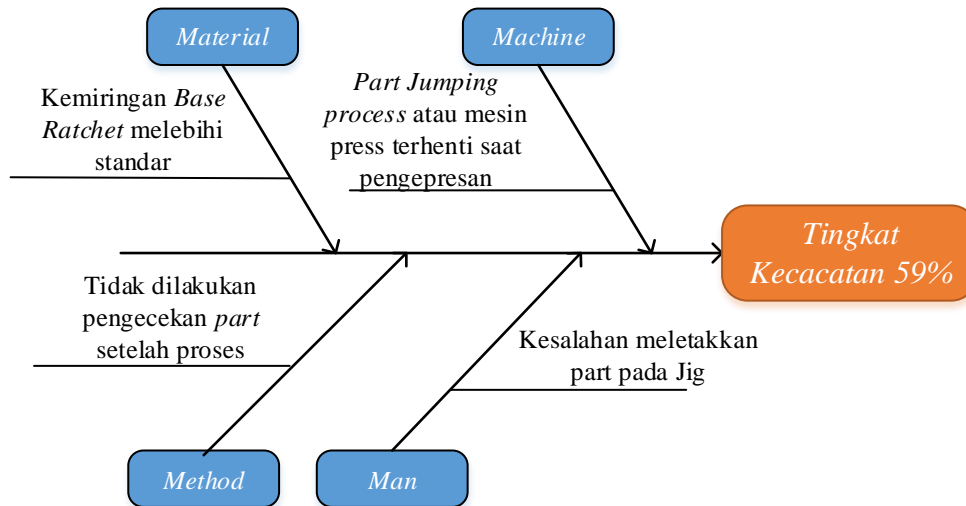 Material
Machine
Kemiringan Base
Ratchet melebihi
standar
Part Jumping
process atau mesin
press terhenti saat
pengepresan
Tingkat
Kecacatan 59%
Tidak dilakukan
pengecekan part
setelah proses
Kesalahan meletakkan
part pada Jig
Method
Man